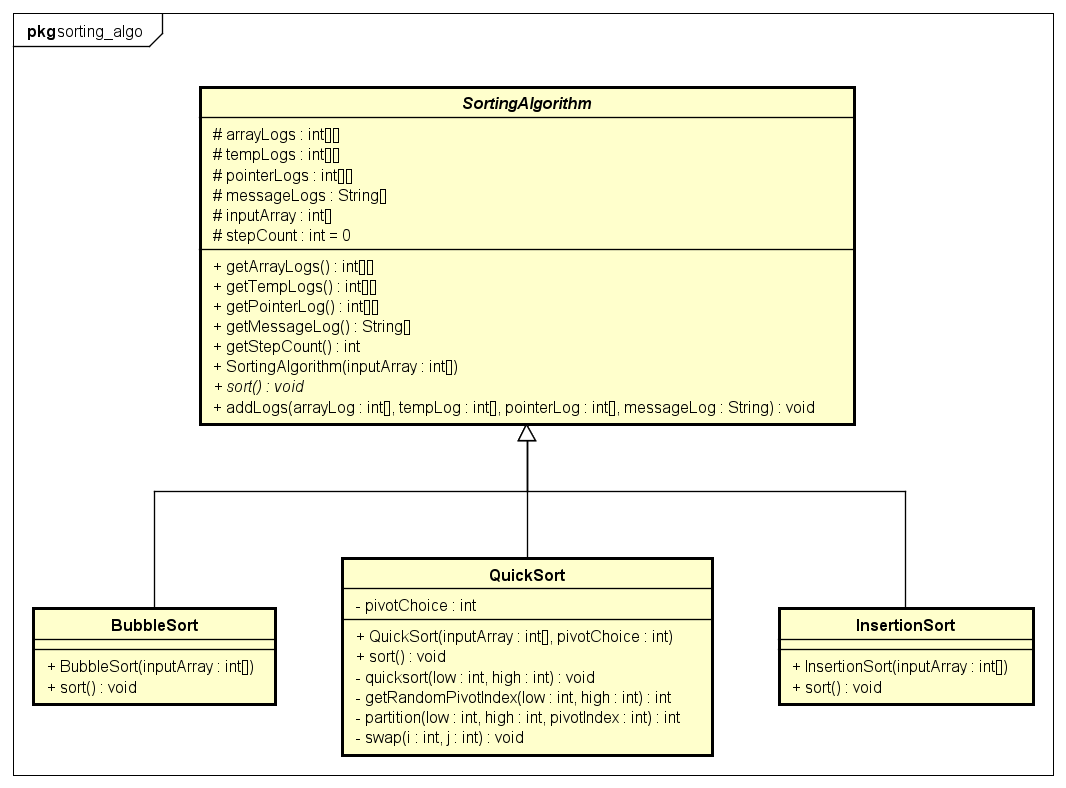 pkg sorting_algo
SortingAlgorithm
# arrayLogs : int[][]
# tempLogs : int[][]
# pointerLogs : int[][]
# messageLogs : String[]
# inputArray : int[]
# stepCount : int = 0
+ getArrayLogs() : int[][]
+ getTempLogs() : int[][]
+ getPointerLog() : int[][]
+ getMessageLog() : String[]
+ getStepCount() : int
+ SortingAlgorithm(inputArray : int[])
+ sort() : void
+ addLogs(arrayLog : int[], tempLog : int[], pointerLog : int[], messageLog : String) : void
BubbleSort
+ BubbleSort(inputArray : int[])
+ sort() : void
QuickSort
- pivotChoice : int
+ QuickSort(inputArray : int[], pivotChoice : int)
+ sort() : void
- quicksort(low : int, high : int) : void
- getRandomPivotIndex(low : int, high : int) : int
- partition(low : int, high : int, pivotIndex : int) : int
- swap(i : int, j : int) : void
InsertionSort
+ InsertionSort(inputArray : int[])
+ sort() : void